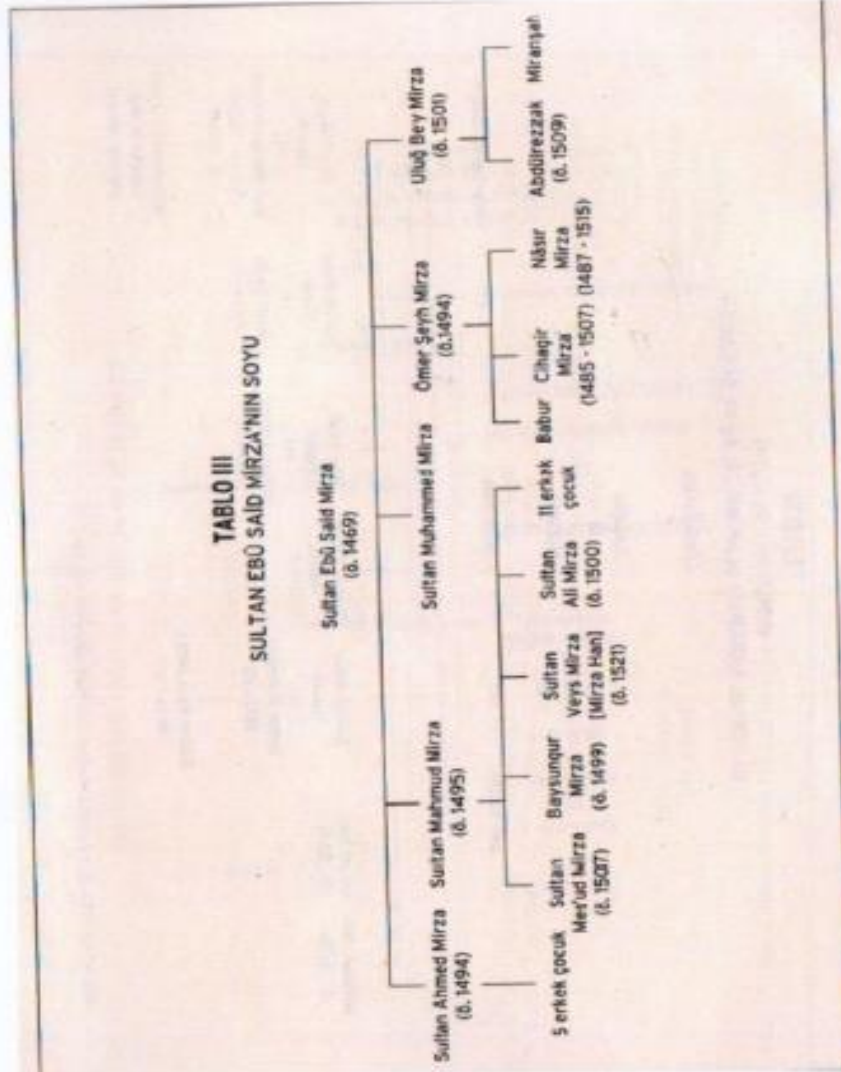 TABLO III
SULTAN EBÛ SAİD MİRZA'NIN SOYU
Sultan Ebû Said Mirza
(ö. 1469)
Sultan Ahmed Mirza
(ö. 1494)
Sultan Mahmud Mirza
(ö. 1495)
Sultan Muhammed Mirza
Ömer Şeyh Mirza
(ö.1494)
Uluğ Bey Mirza
(ö. 1501)
5 erkek çocuk
Sultan
Mes'ud Mirza
(ö. 1507)
Baysungur
Mirza
(ö. 1499)
Sultan
Veys Mirza
[Mirza Han]
(ö. 1521)
Sultan
Ali Mirza
(ö. 1500)
11 erkek
çocuk
Babur
Cihagir
Mirza
(1485 - 1507)
Nâsır
Mirza
(1487 - 1515)
Abdülrezzak
(ö. 1509)
Miranşah